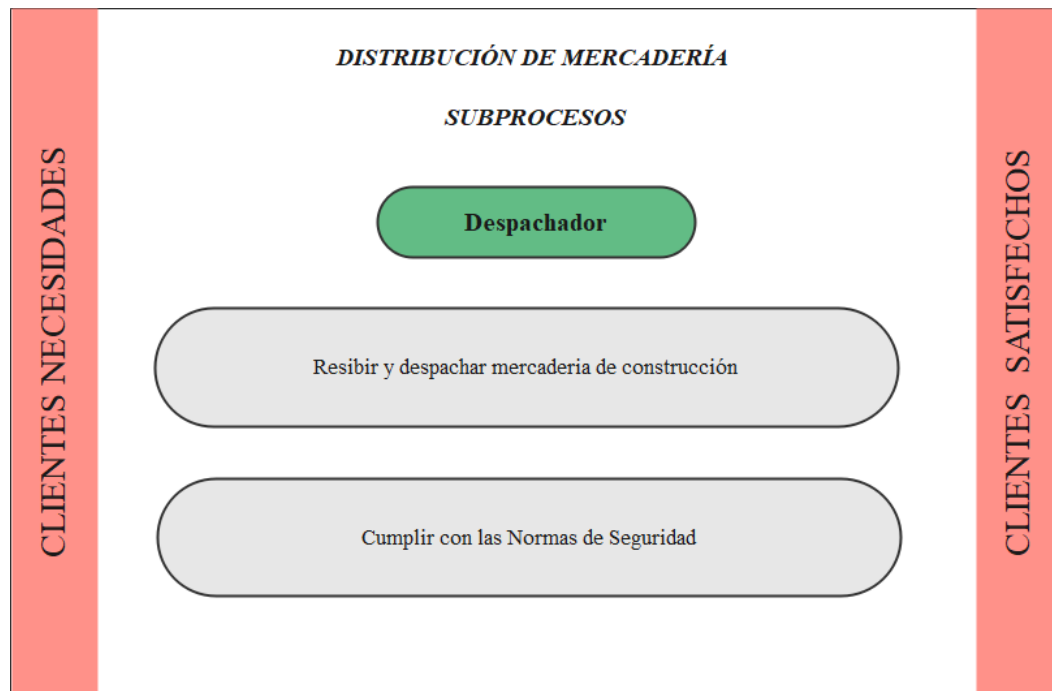 DISTRIBUCIÓN DE MERCADERÍA
SUBPROCESOS
CLIENTES NECESIDADES
Despachador
Resibir y despachar mercaderia de construcción
Cumplir con las Normas de Seguridad
CLIENTES SATISFECHOS